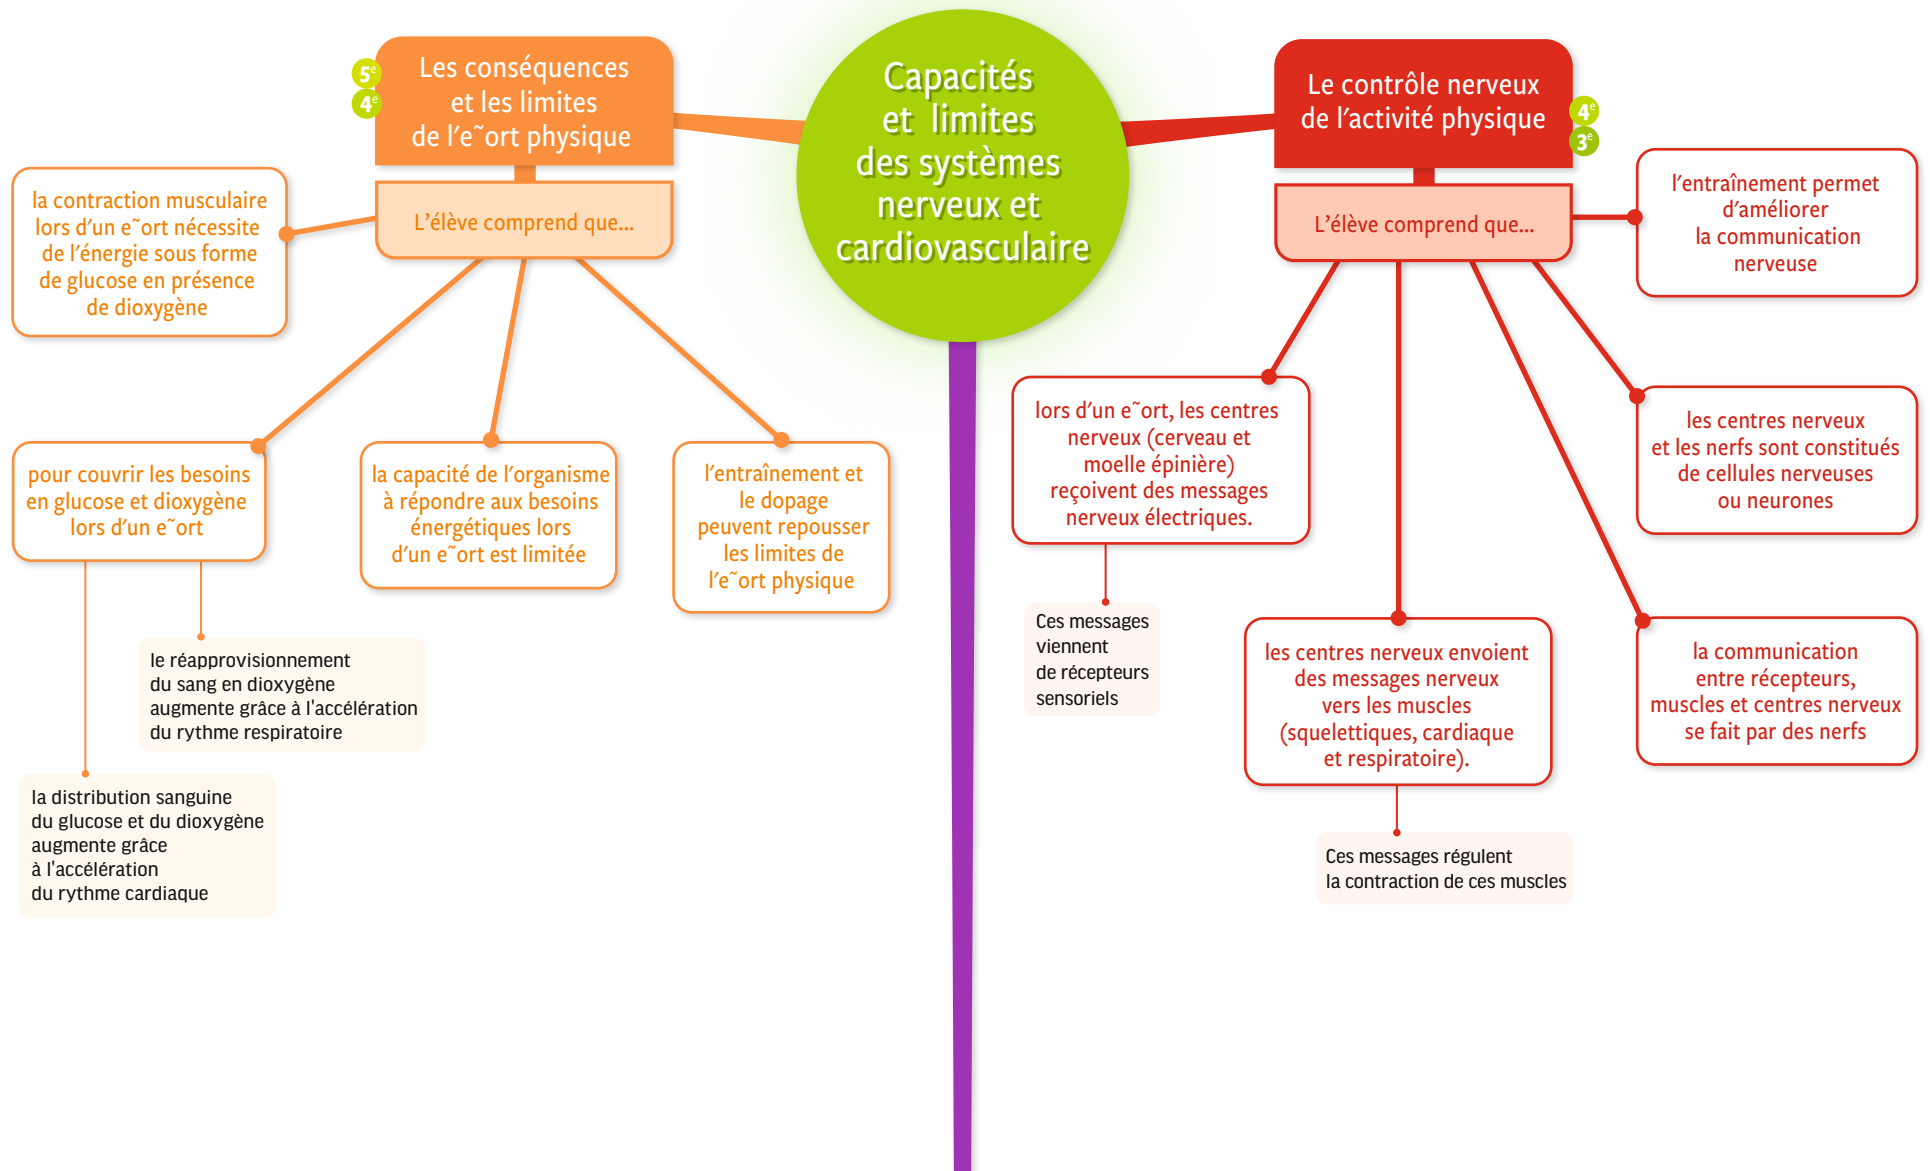 Capacités
et limites
des systèmes
nerveux et
cardiovasculaire
5e
4e
Les conséquences
et les limites
de l'e˜ort physique
L'élève comprend que...
la contraction musculaire
lors d'un e˜ort nécessite
de l'énergie sous forme
de glucose en présence
de dioxygène
pour couvrir les besoins
en glucose et dioxygène
lors d'un e˜ort
le réapprovisionnement
du sang en dioxygène
augmente grâce à l'accélération
du rythme respiratoire
la distribution sanguine
du glucose et du dioxygène
augmente grâce
à l'accélération
du rythme cardiaque
la capacité de l'organisme
à répondre aux besoins
énergétiques lors
d'un e˜ort est limitée
l'entraînement et
le dopage
peuvent repousser
les limites de
l'e˜ort physique
Le contrôle nerveux
de l'activité physique
4e
3e
L'élève comprend que...
lors d'un e˜ort, les centres
nerveux (cerveau et
moelle épinière)
reçoivent des messages
nerveux électriques.
Ces messages
viennent
de récepteurs
sensoriels
les centres nerveux envoient
des messages nerveux
vers les muscles
(squelettiques, cardiaque
et respiratoire).
Ces messages régulent
la contraction de ces muscles
la communication
entre récepteurs,
muscles et centres nerveux
se fait par des nerfs
les centres nerveux
et les nerfs sont constitués
de cellules nerveuses
ou neurones
l'entraînement permet
d'améliorer
la communication
nerveuse